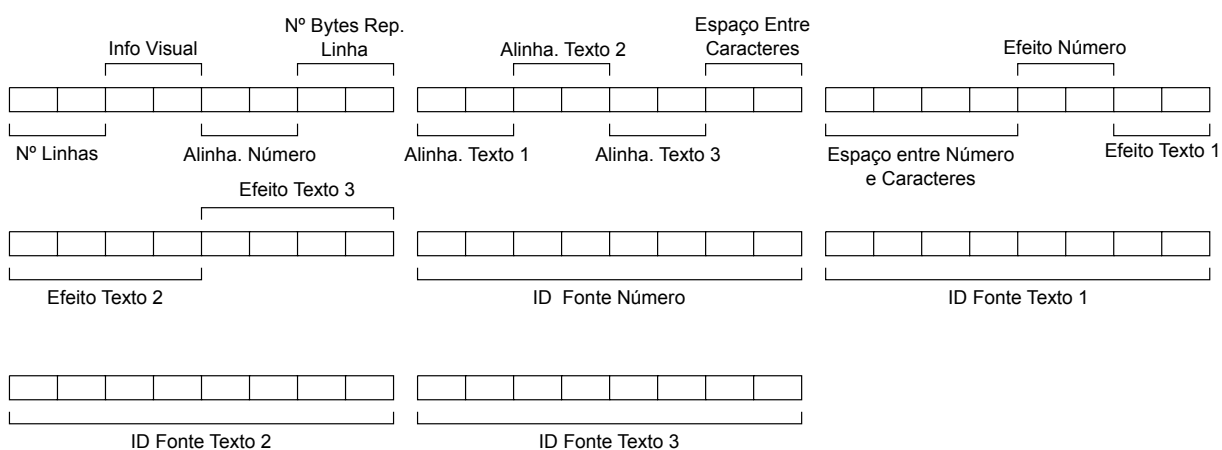 Nº Bytes Rep.
Linha
Info Visual
Nº Linhas
Alinha. Número
Espaço Entre
Caracteres
Alinha. Texto 2
Alinha. Texto 1
Alinha. Texto 3
Efeito Número
Espaço entre Número
e Caracteres
Efeito Texto 1
Efeito Texto 3
Efeito Texto 2
ID Fonte Número
ID Fonte Texto 1
ID Fonte Texto 2
ID Fonte Texto 3